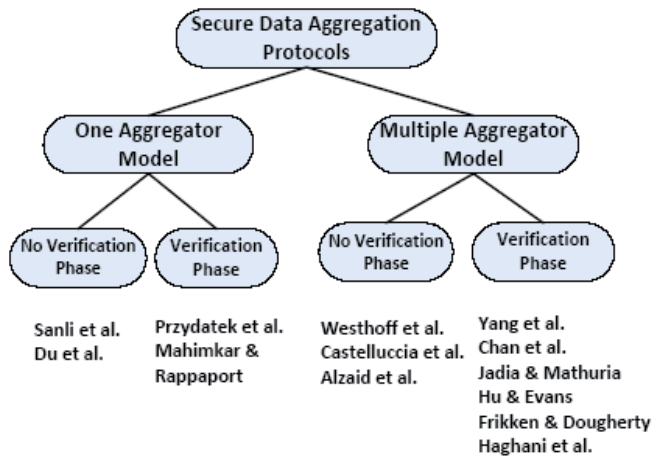 Secure Data Aggregation
Protocols
One Aggregator
Model
Multiple Aggregator
Model
No Verification
Phase
Verification
Phase
No Verification
Phase
Verification
Phase
Sanli et al.
Du et al.
Przydatek et al.
Mahimkar &
Rappaport
Westhoff et al.
Castelluccia et al.
Alzaid et al.
Yang et al.
Chan et al.
Jadia & Mathuria
Hu & Evans
Frikken & Dougherty
Haghani et al.